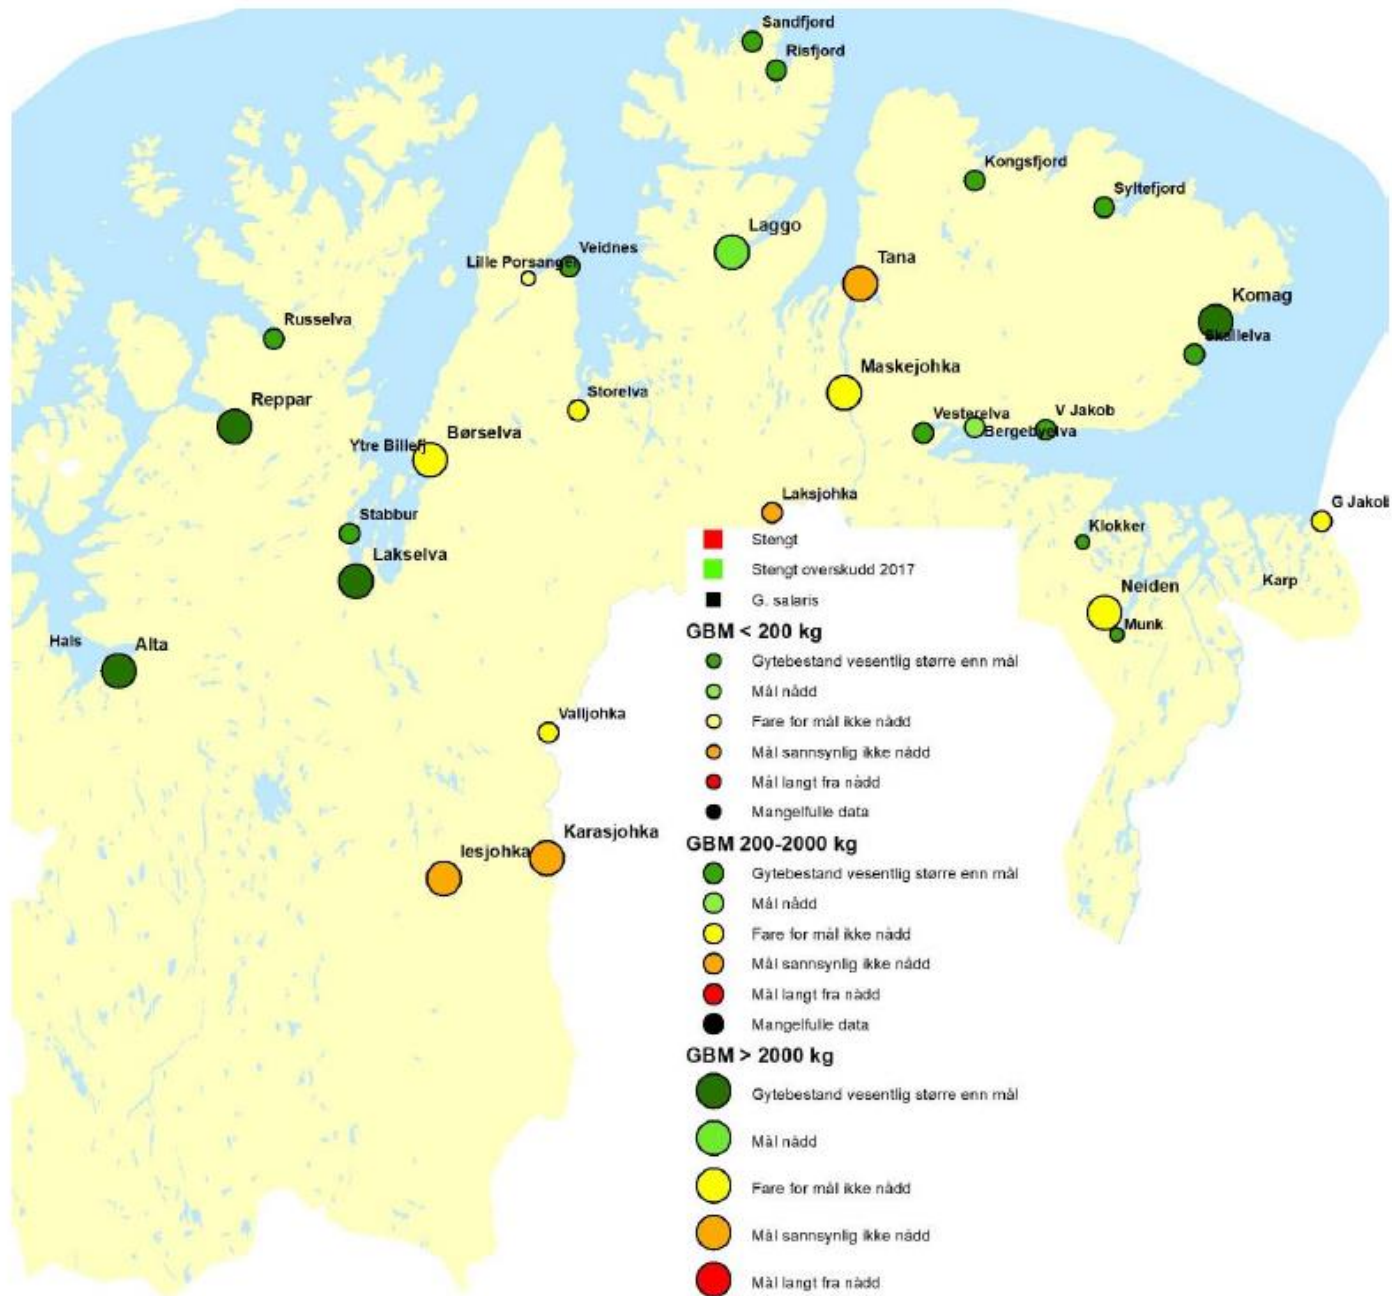 Sandfjord
Risfjord
Kongsfjord
Syltefjord
Laggo
Veidnes
Lille Porsanger
Tana
Komag
Skallelva
Russelva
Maskejohka
Reppar
Storelva
Vesterelva
V Jakob
Bergebyelva
Børselva
Ytre Billefj
Laksjohka
G Jakob
Stabbur
Klokker
Lakselva
Karp
Neiden
Munk
Hals
Alta
Valljohka
Karasjohka
Iesjohka
Stengt
Stengt overskudd 2017
G. salaris
GBM < 200 kg
Gytebestand vesentlig større enn mål
Mål nådd
Fare for mål ikke nådd
Mål sannsynlig ikke nådd
Mål langt fra nådd
Mangelfulle data
GBM 200-2000 kg
Gytebestand vesentlig større enn mål
Mål nådd
Fare for mål ikke nådd
Mål sannsynlig ikke nådd
Mål langt fra nådd
Mangelfulle data
GBM > 2000 kg
Gytebestand vesentlig større enn mål
Mål nådd
Fare for mål ikke nådd
Mål sannsynlig ikke nådd
Mål langt fra nådd